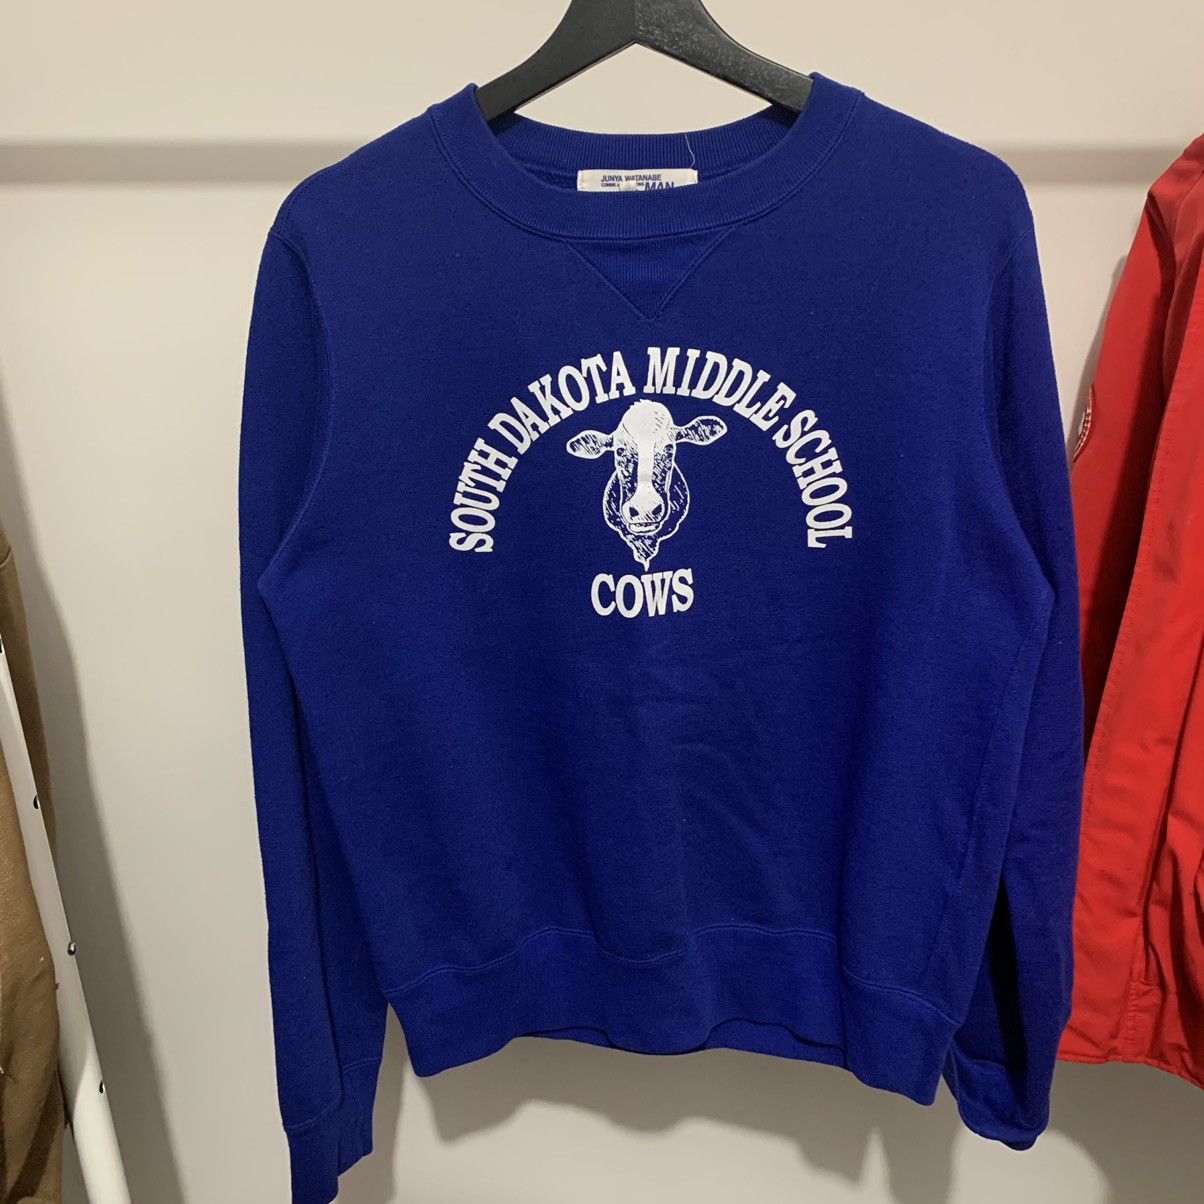 JUNYA WATANABE
MAN
SOUTH DAKOTA MIDDLE SCHOOL
COWS